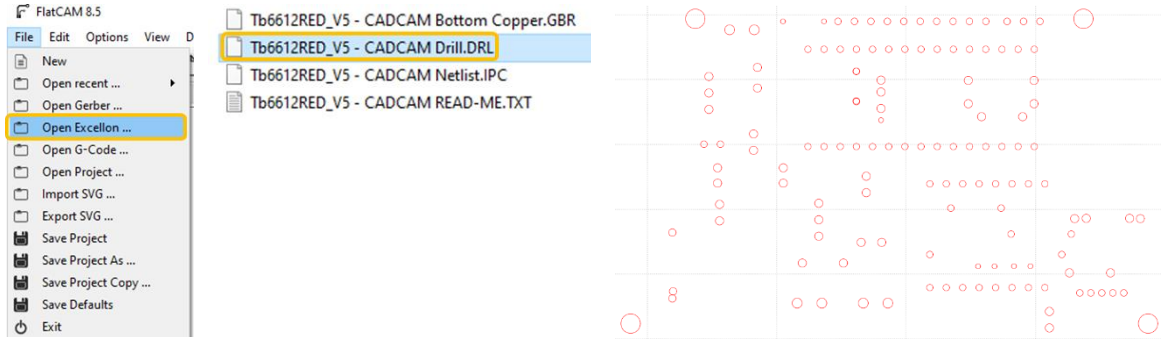 FlatCAM 8.5
File Edit Options View D
New
Open recent ...
Open Gerber ...
Open Excellon ...
Open G-Code ...
Open Project ...
Import SVG ...
Export SVG ...
Save Project
Save Project As ...
Save Project Copy ...
Save Defaults
Exit
Tb6612RED_V5 - CADCAM Bottom Copper.GBR
Tb6612RED_V5 - CADCAM Drill.DRL
Tb6612RED_V5 - CADCAM Netlist.IPC
Tb6612RED_V5 - CADCAM READ-ME.TXT